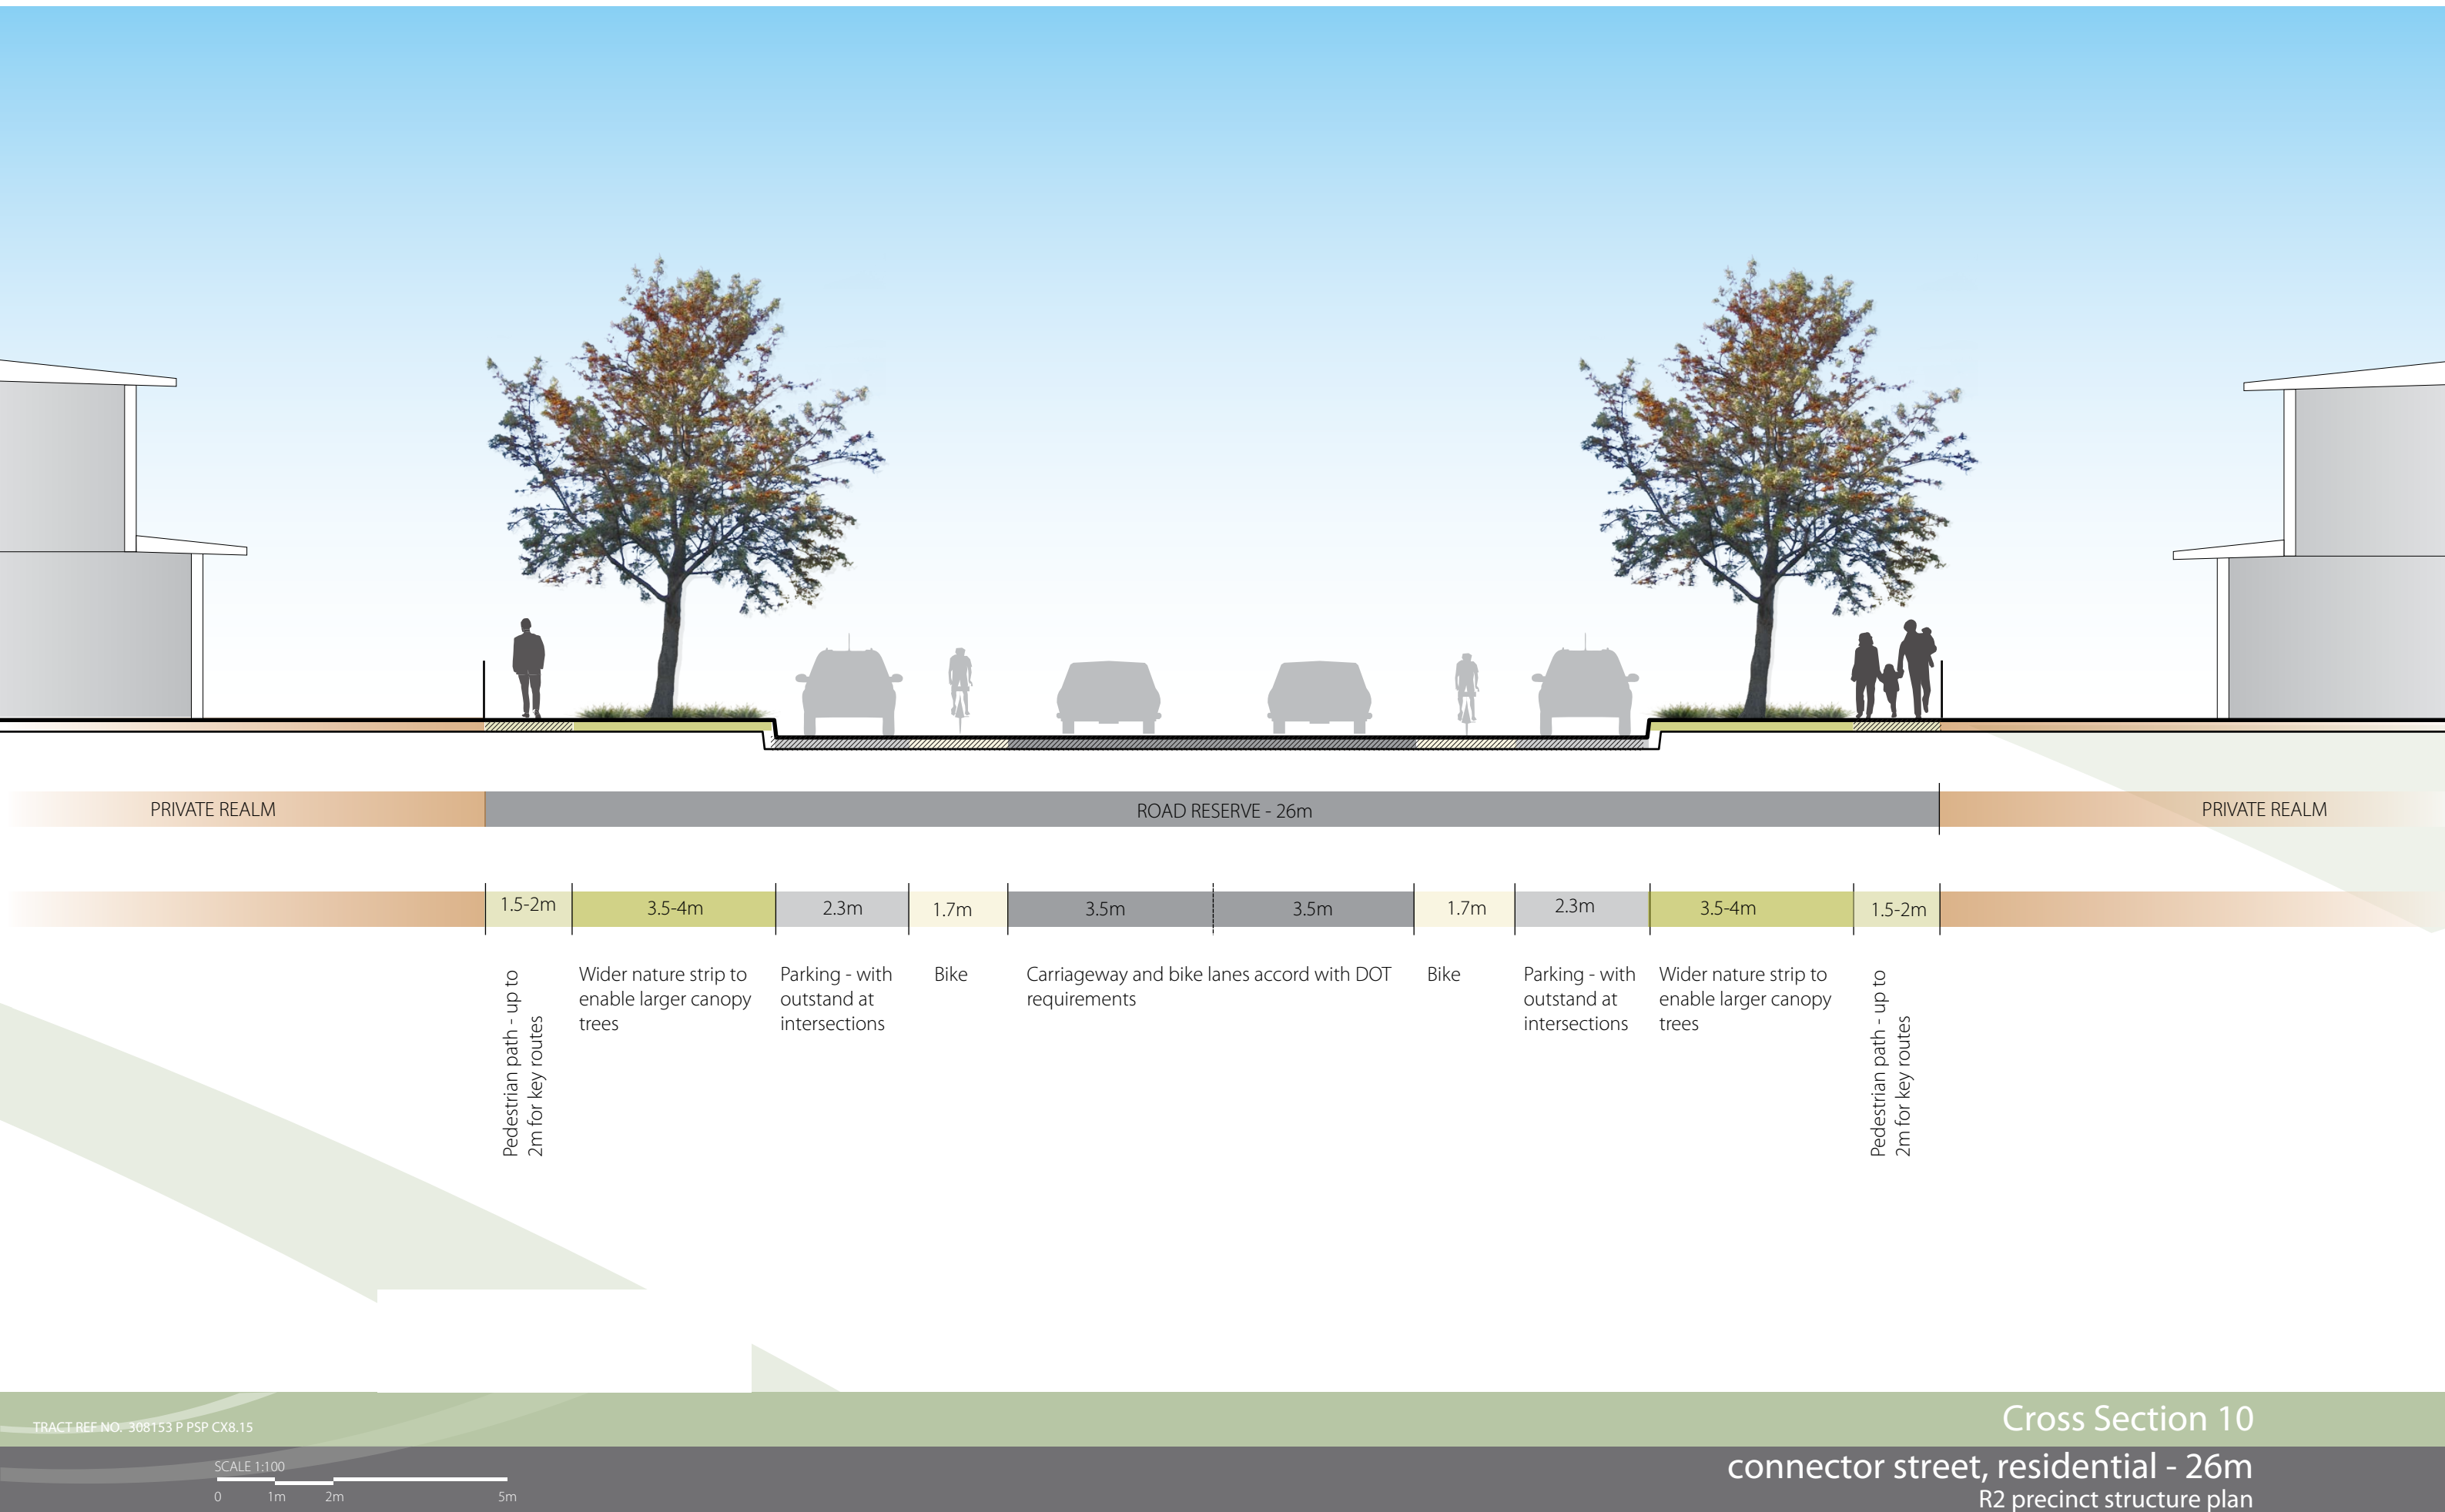 PRIVATE REALM
ROAD RESERVE - 26m
PRIVATE REALM
1.5-2m
3.5-4m
2.3m
1.7m
3.5m
3.5m
1.7m
2.3m
3.5-4m
1.5-2m
Pedestrian path - up to
2m for key routes
Wider nature strip to
enable larger canopy
trees
Parking - with
outstand at
intersections
Bike
Carriageway and bike lanes accord with DOT
requirements
Bike
Parking - with
outstand at
intersections
Wider nature strip to
enable larger canopy
trees
Pedestrian path - up to
2m for key routes
TRACT REF NO. 308153 P PSP CX8.15
SCALE 1:100
0 1m 2m 5m
Cross Section 10
connector street, residential - 26m
R2 precinct structure plan